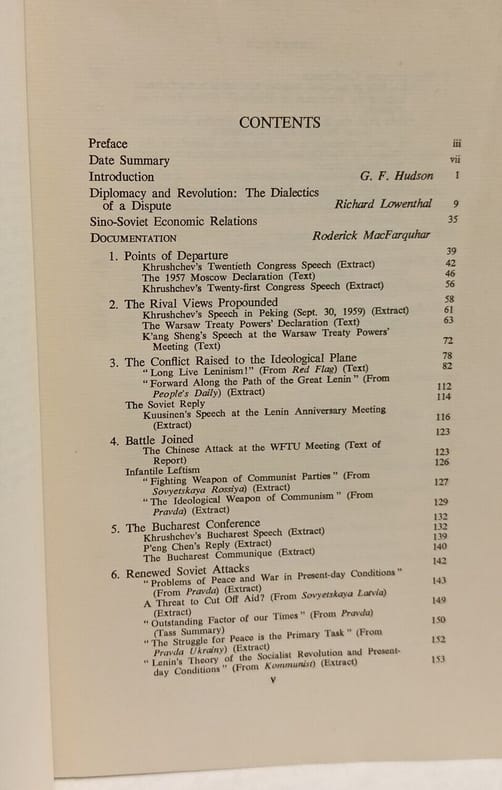 CONTENTS
Preface iii
Date Summary vii
Introduction G. F. Hudson 1
Diplomacy and Revolution: The Dialectics
of a Dispute Richard Lowenthal 9
Sino-Soviet Economic Relations 35
DOCUMENTATION Roderick MacFarquhar
1. Points of Departure 39
Khrushchev's Twentieth Congress Speech (Extract) 42
The 1957 Moscow Declaration (Text) 46
Khrushchev's Twenty-first Congress Speech (Extract) 56
2. The Rival Views Propounded 58
Khrushchev's Speech in Peking (Sept. 30, 1959) (Extract) 61
The Warsaw Treaty Powers' Declaration (Text) 63
K'ang Sheng's Speech at the Warsaw Treaty Powers'
Meeting (Text) 72
3. The Conflict Raised to the Ideological Plane 78
" Long Live Leninism!" (From Red Flag) (Text) 82
" Forward Along the Path of the Great Lenin " (From
People's Daily) (Extract) 112
The Soviet Reply 114
Kuusinen's Speech at the Lenin Anniversary Meeting
(Extract) 116
4. Battle Joined 123
The Chinese Attack at the WFTU Meeting (Text of
Report) 123
Infantile Leftism 126
" Fighting Weapon of Communist Parties " (From
Sovyetskaya Rossiya) (Extract) 127
" The Ideological Weapon of Communism " (From
Pravda) (Extract) 129
5. The Bucharest Conference 132
Khrushchev's Bucharest Speech (Extract) 132
P'eng Chen's Reply (Extract) 139
The Bucharest Communique (Extract) 140
6. Renewed Soviet Attacks 142
" Problems of Peace and War in Present-day Conditions "
(From Pravda) (Extract) 143
A Threat to Cut Off Aid? (From Sovyetskaya Latvia)
(Extract) 149
" Outstanding Factor of our Times " (From Pravda)
(Tass Summary) 150
" The Struggle for Peace is the Primary Task " (From
Pravda Ukrainy) (Extract) 152
" Lenin's Theory of the Socialist Revolution and Present-
day Conditions " (From Kommunist) (Extract) 153
v